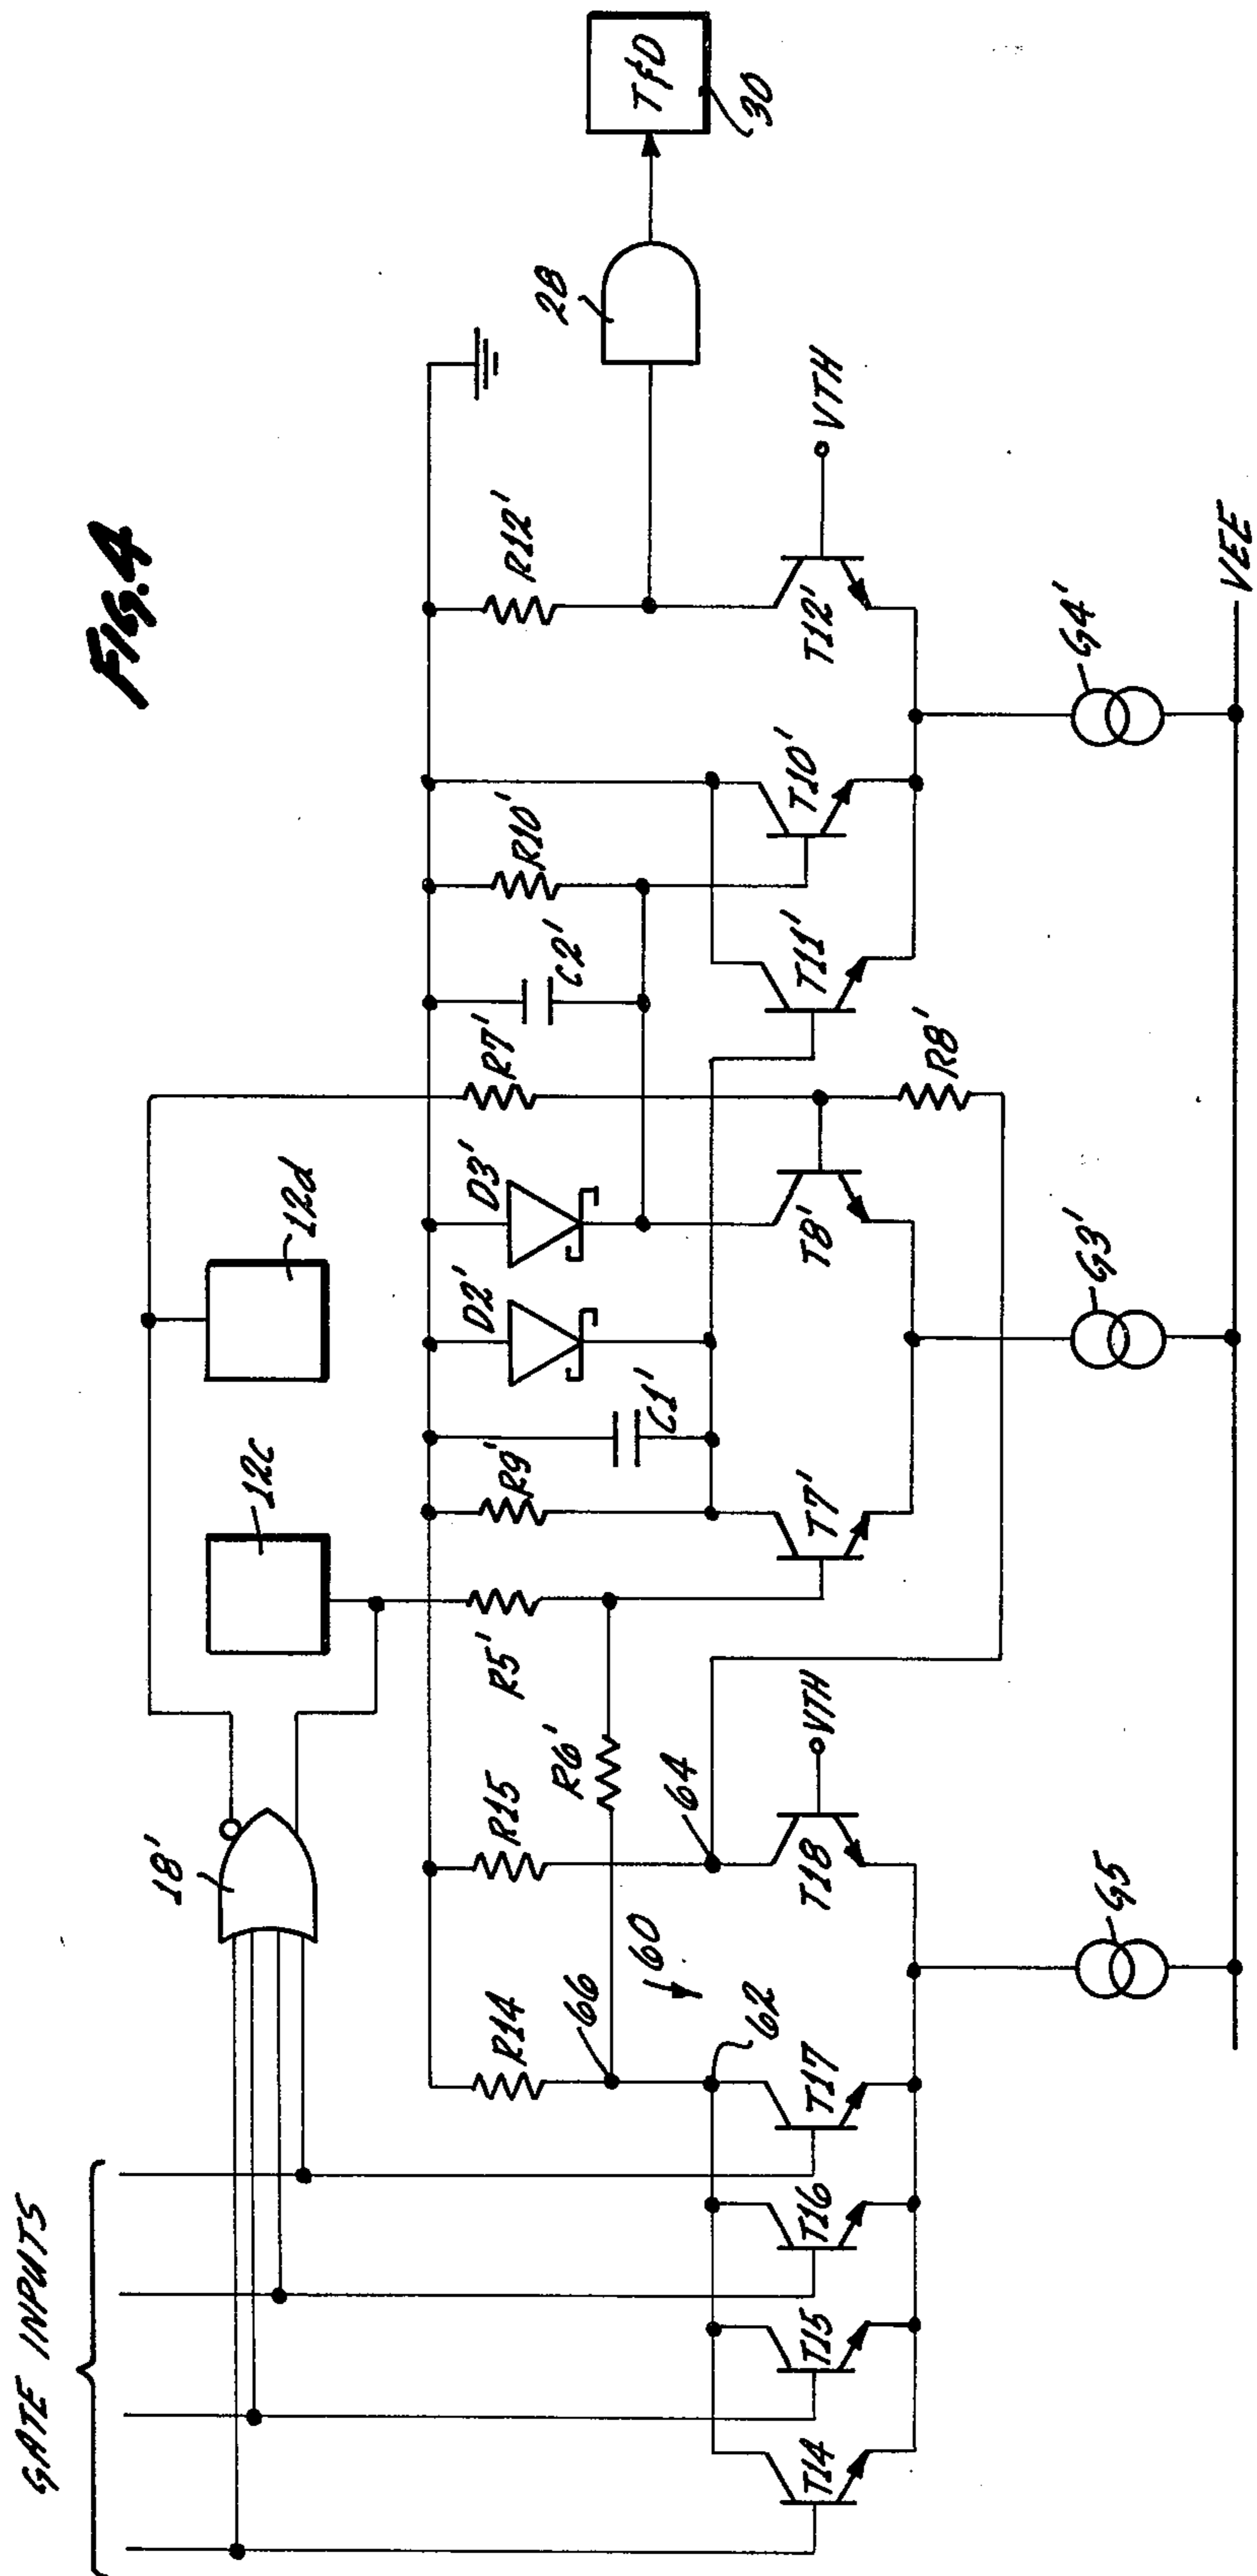 FIG. 4
GATE INPUTS
18'
12c
12d
R14
R15
R5'
R9'
C1'
D2'
D3'
R7'
C2'
R10'
R12'
28
TfD
30
66
R6'
60
64
62
VTH
T14
T15
T16
T17
T18
T7'
T8'
R8'
T11'
T10'
T12'
VTH
G5
G3'
G4'
VEE